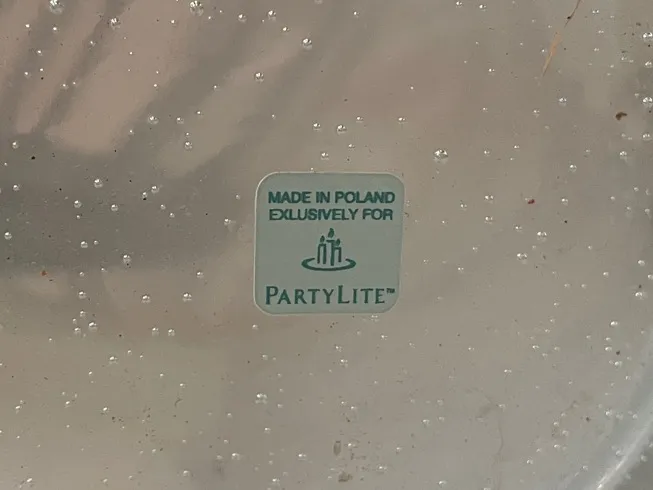 MADE IN POLAND
EXLUSIVELY FOR
PARTYLITE™